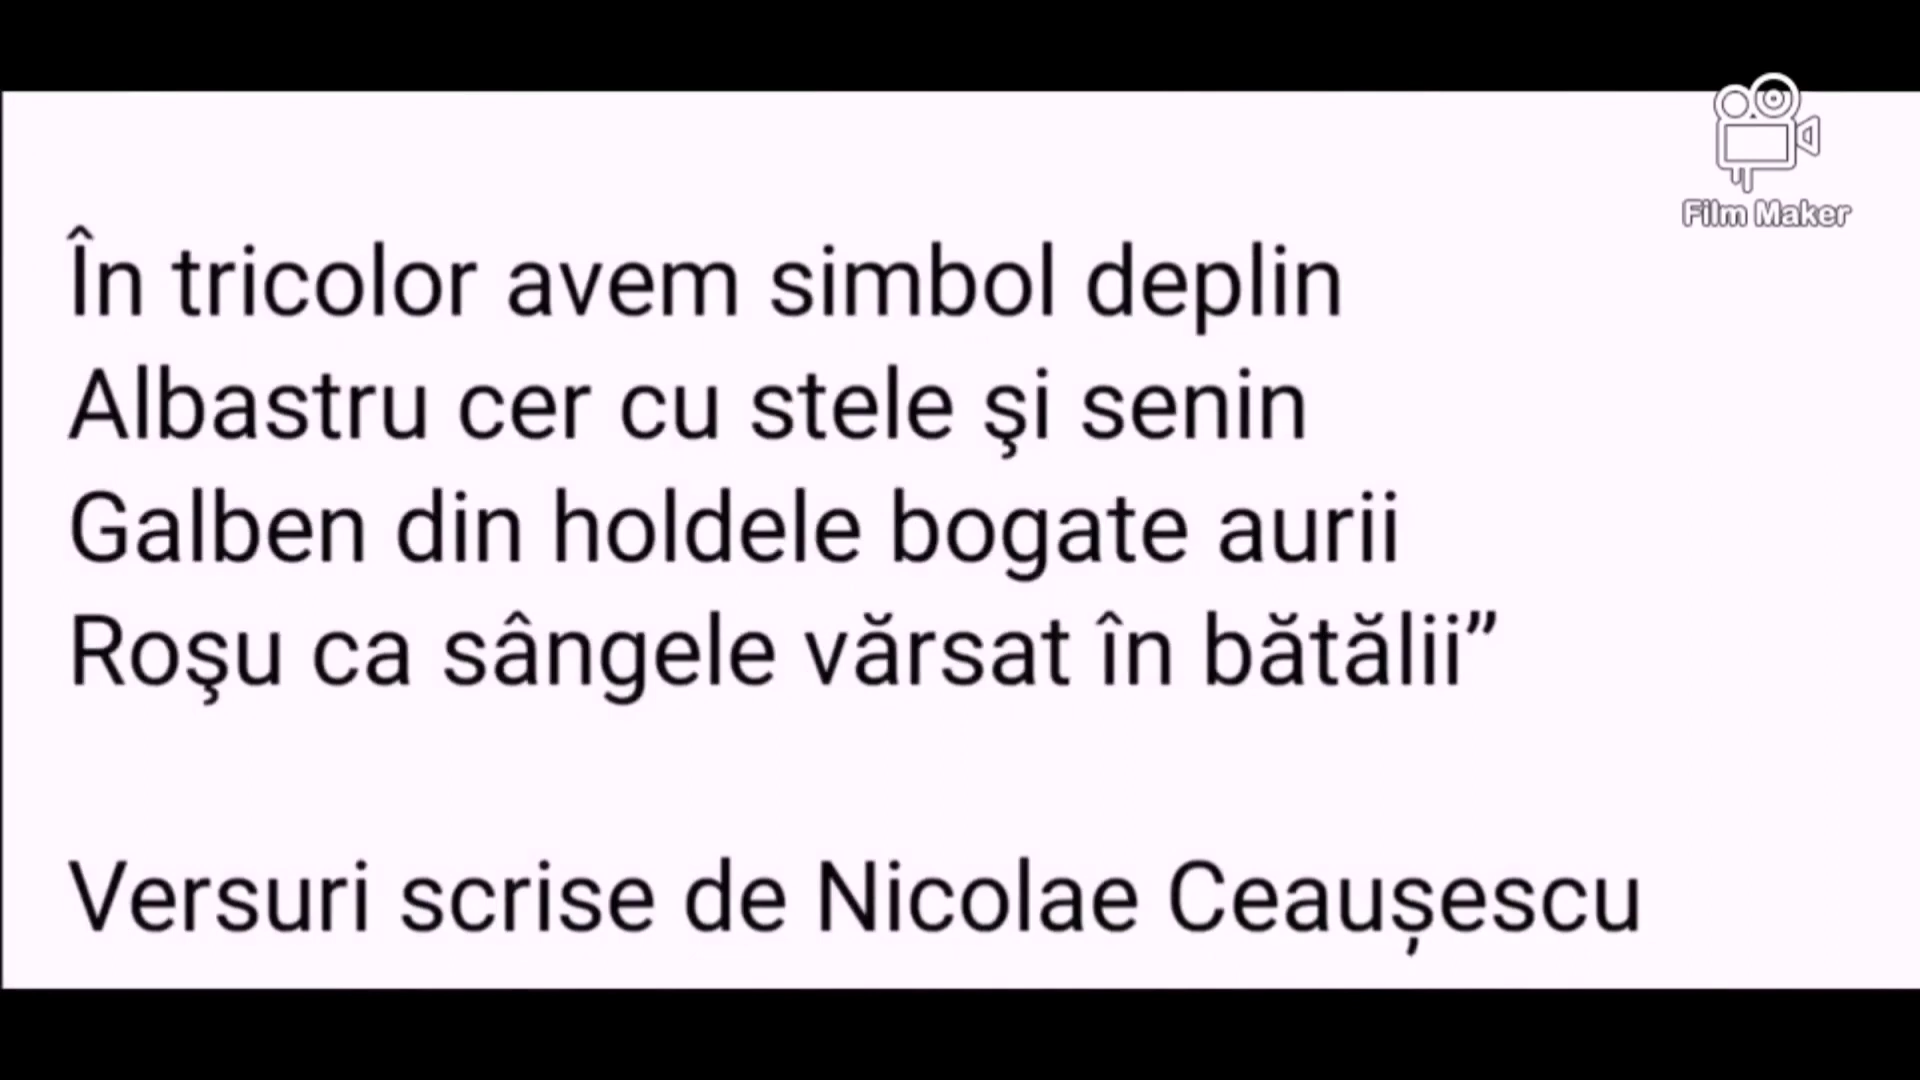 Film Maker
În tricolor avem simbol deplin
Albastru cer cu stele şi senin
Galben din holdele bogate aurii
Roşu ca sângele vărsat în bătălii”
Versuri scrise de Nicolae Ceaușescu